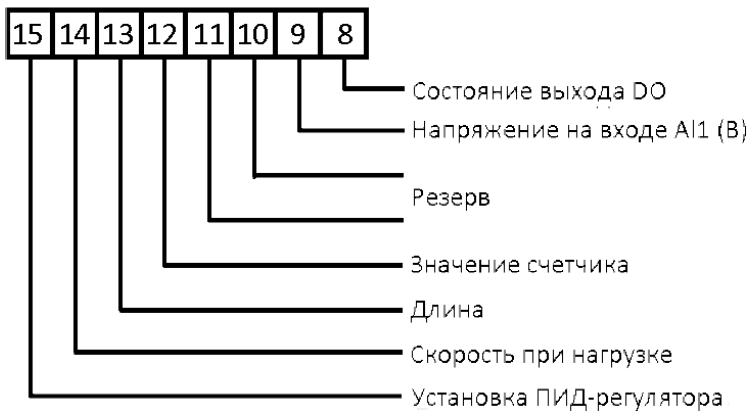 15 14 13 12 11 10 9 8
Состояние выхода DO
Напряжение на входе AI1 (В)
Резерв
Значение счетчика
Длина
Скорость при нагрузке
Установка ПИД-регулятора